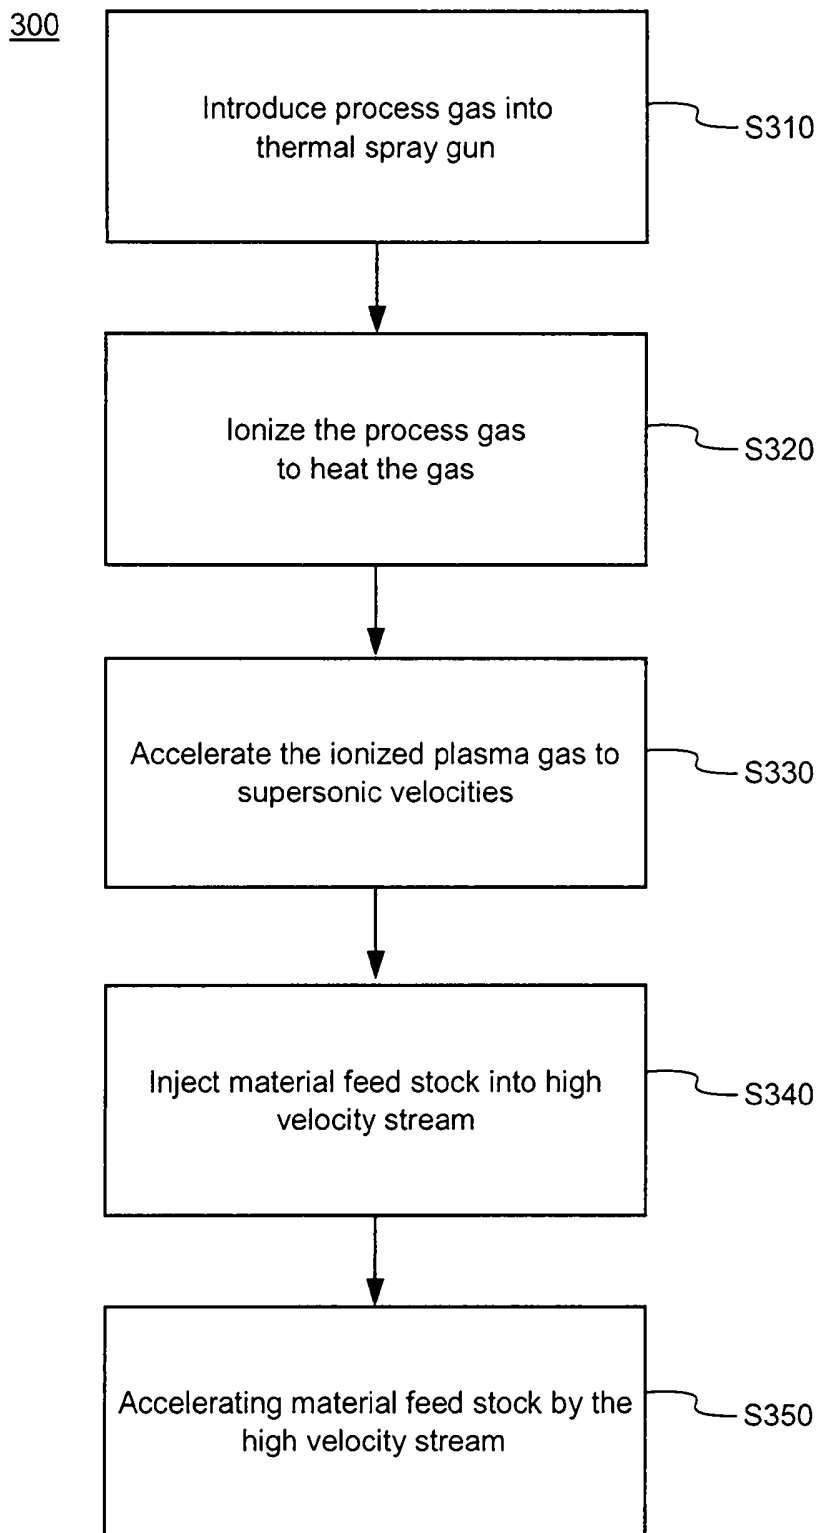 300
Introduce process gas into
thermal spray gun
S310
Ionize the process gas
to heat the gas
S320
Accelerate the ionized plasma gas to
supersonic velocities
S330
Inject material feed stock into high
velocity stream
S340
Accelerating material feed stock by the
high velocity stream
S350